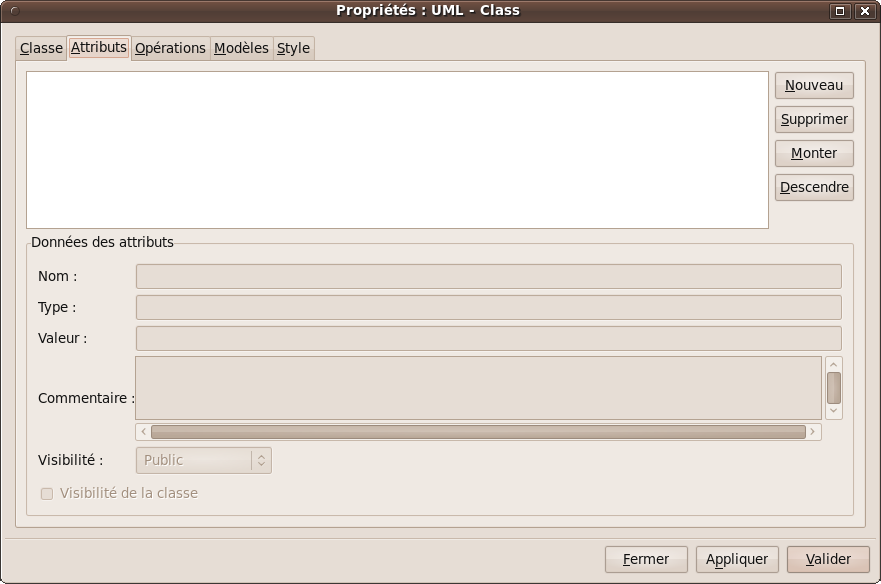 Propriétés : UML - Class
Classe Attributs Opérations Modèles Style
Nouveau
Supprimer
Monter
Descendre
Données des attributs
Nom :
Type :
Valeur :
Commentaire :
Visibilité : Public
Visibilité de la classe
Fermer Appliquer Valider